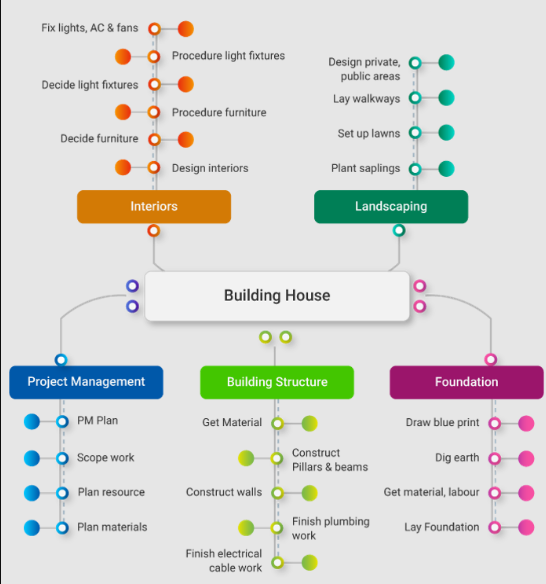 Fix lights, AC & fans
Procedure light fixtures
Decide light fixtures
Procedure furniture
Decide furniture
Design interiors
Interiors
Design private,
public areas
Lay walkways
Set up lawns
Plant saplings
Landscaping
Building House
Project Management
PM Plan
Scope work
Plan resource
Plan materials
Building Structure
Get Material
Construct
Pillars & beams
Construct walls
Finish plumbing
work
Finish electrical
cable work
Foundation
Draw blue print
Dig earth
Get material, labour
Lay Foundation